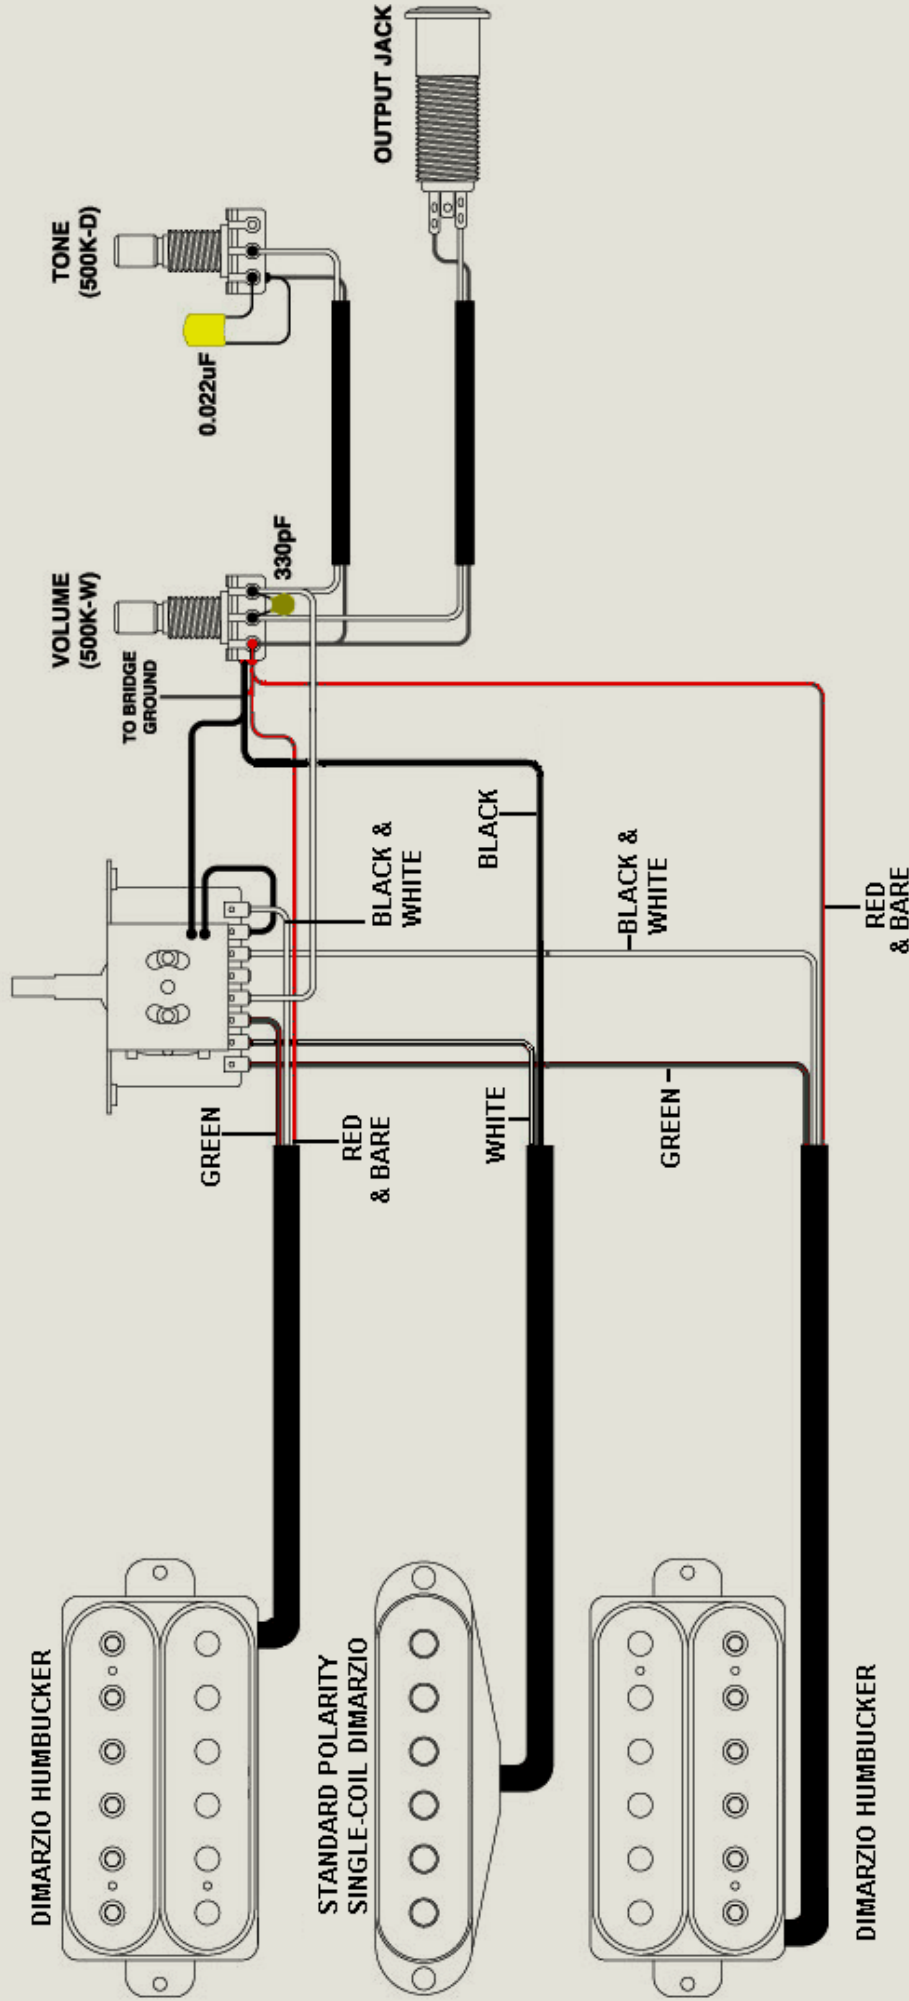 OUTPUT JACK
TONE
(500K-D)
0.022uF
VOLUME
(500K-W)
330pF
TO BRIDGE
GROUND
BLACK &
WHITE
BLACK
BLACK &
WHITE
RED
& BARE
GREEN
RED
& BARE
WHITE
GREEN
DIMARZIO HUMBUCKER
STANDARD POLARITY
SINGLE-COIL DIMARZIO
DIMARZIO HUMBUCKER